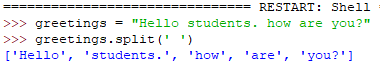 ================================ RESTART: Shell =
>>> greetings = "Hello students. how are you?"
>>> greetings.split(' ')
['Hello', 'students.', 'how', 'are', 'you?']